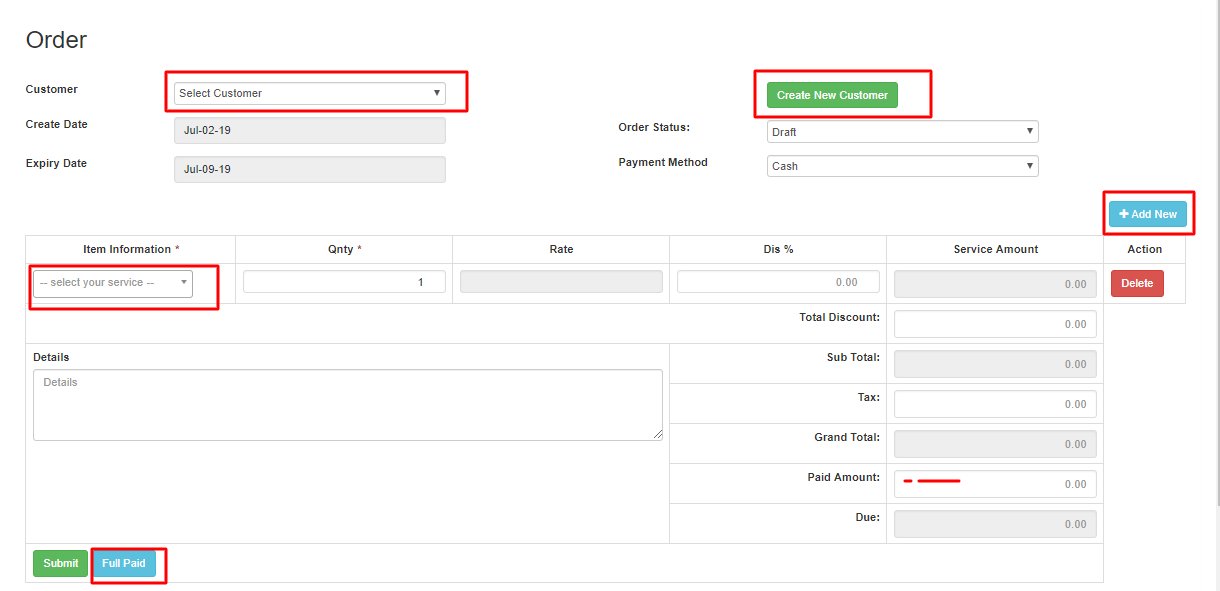 Order
Customer
Select Customer
Create New Customer
Create Date
Jul-02-19
Order Status:
Draft
Expiry Date
Jul-09-19
Payment Method
Cash
+ Add New
Item Information * Qnty * Rate Dis % Service Amount Action
-- select your service -- 1 0.00 0.00 Delete
Total Discount: 0.00
Details
Details
Sub Total: 0.00
Tax: 0.00
Grand Total: 0.00
Paid Amount: 0.00
Due: 0.00
Submit Full Paid